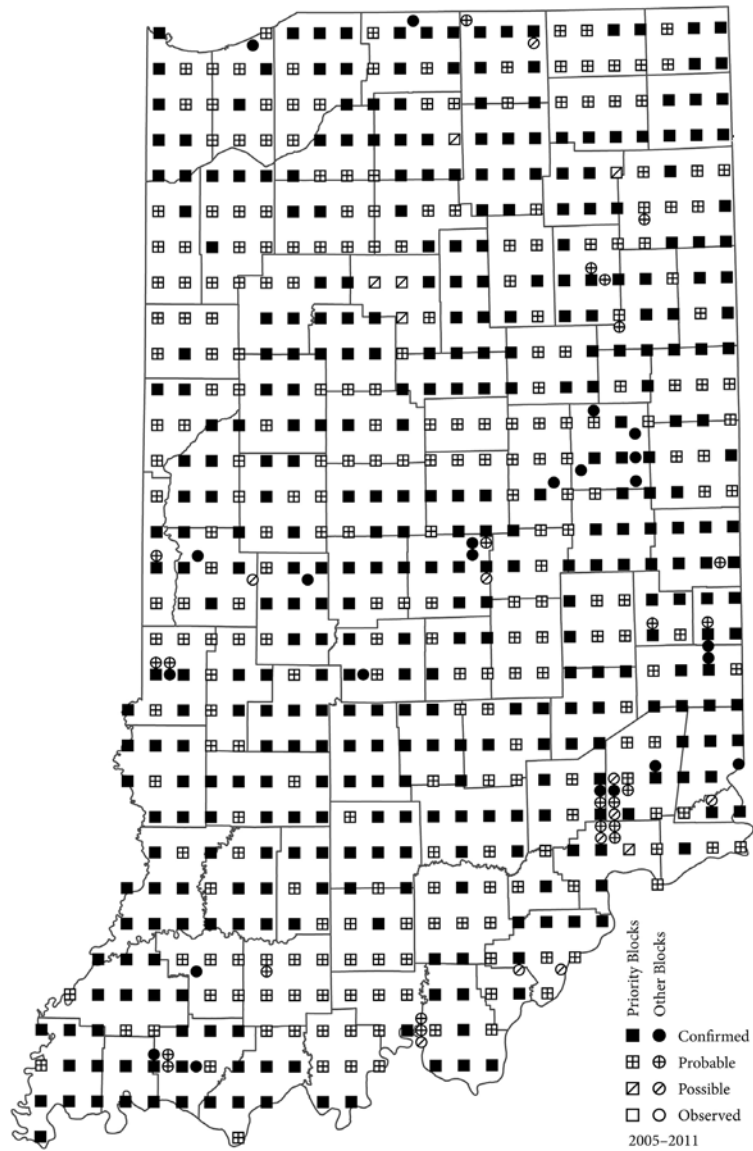 Priority Blocks
Other Blocks
Confirmed
Probable
Possible
Observed
2005–2011